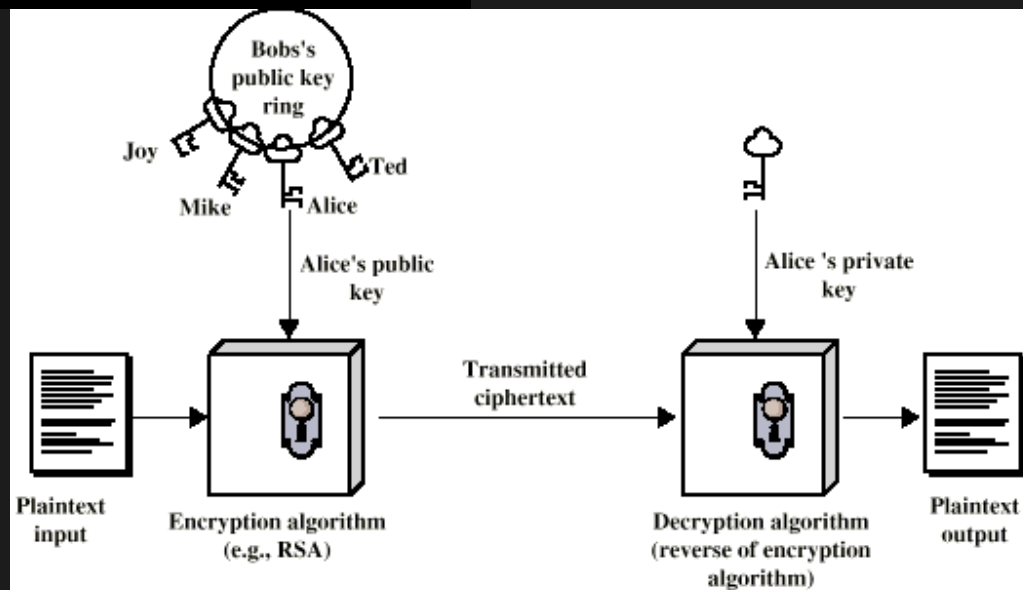 Bobs's
public key
ring
Joy
Ted
Mike
Alice
Alice's public
key
Alice 's private
key
Transmitted
ciphertext
Plaintext
input
Encryption algorithm
(e.g., RSA)
Decryption algorithm
(reverse of encryption
algorithm)
Plaintext
output